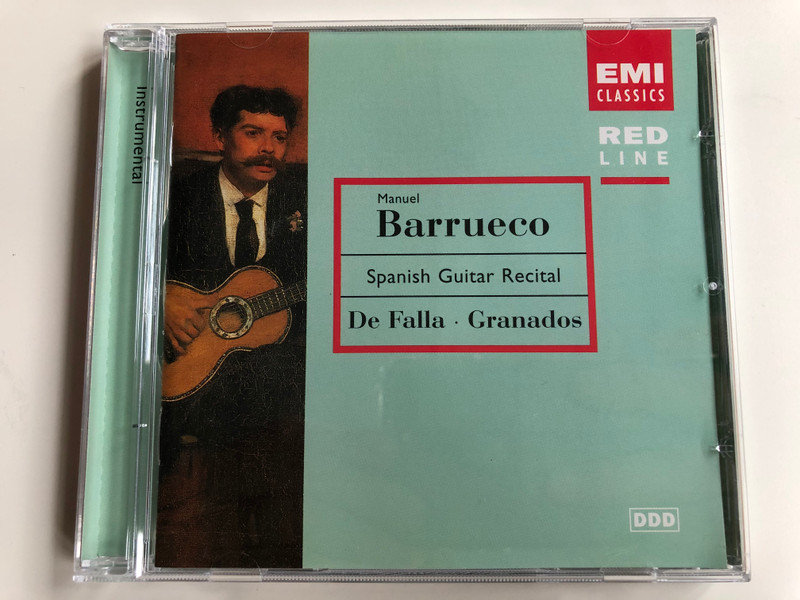 Instrumental
EMI
CLASSICS
RED
LINE
Manuel
Barrueco
Spanish Guitar Recital
De Falla · Granados
DDD